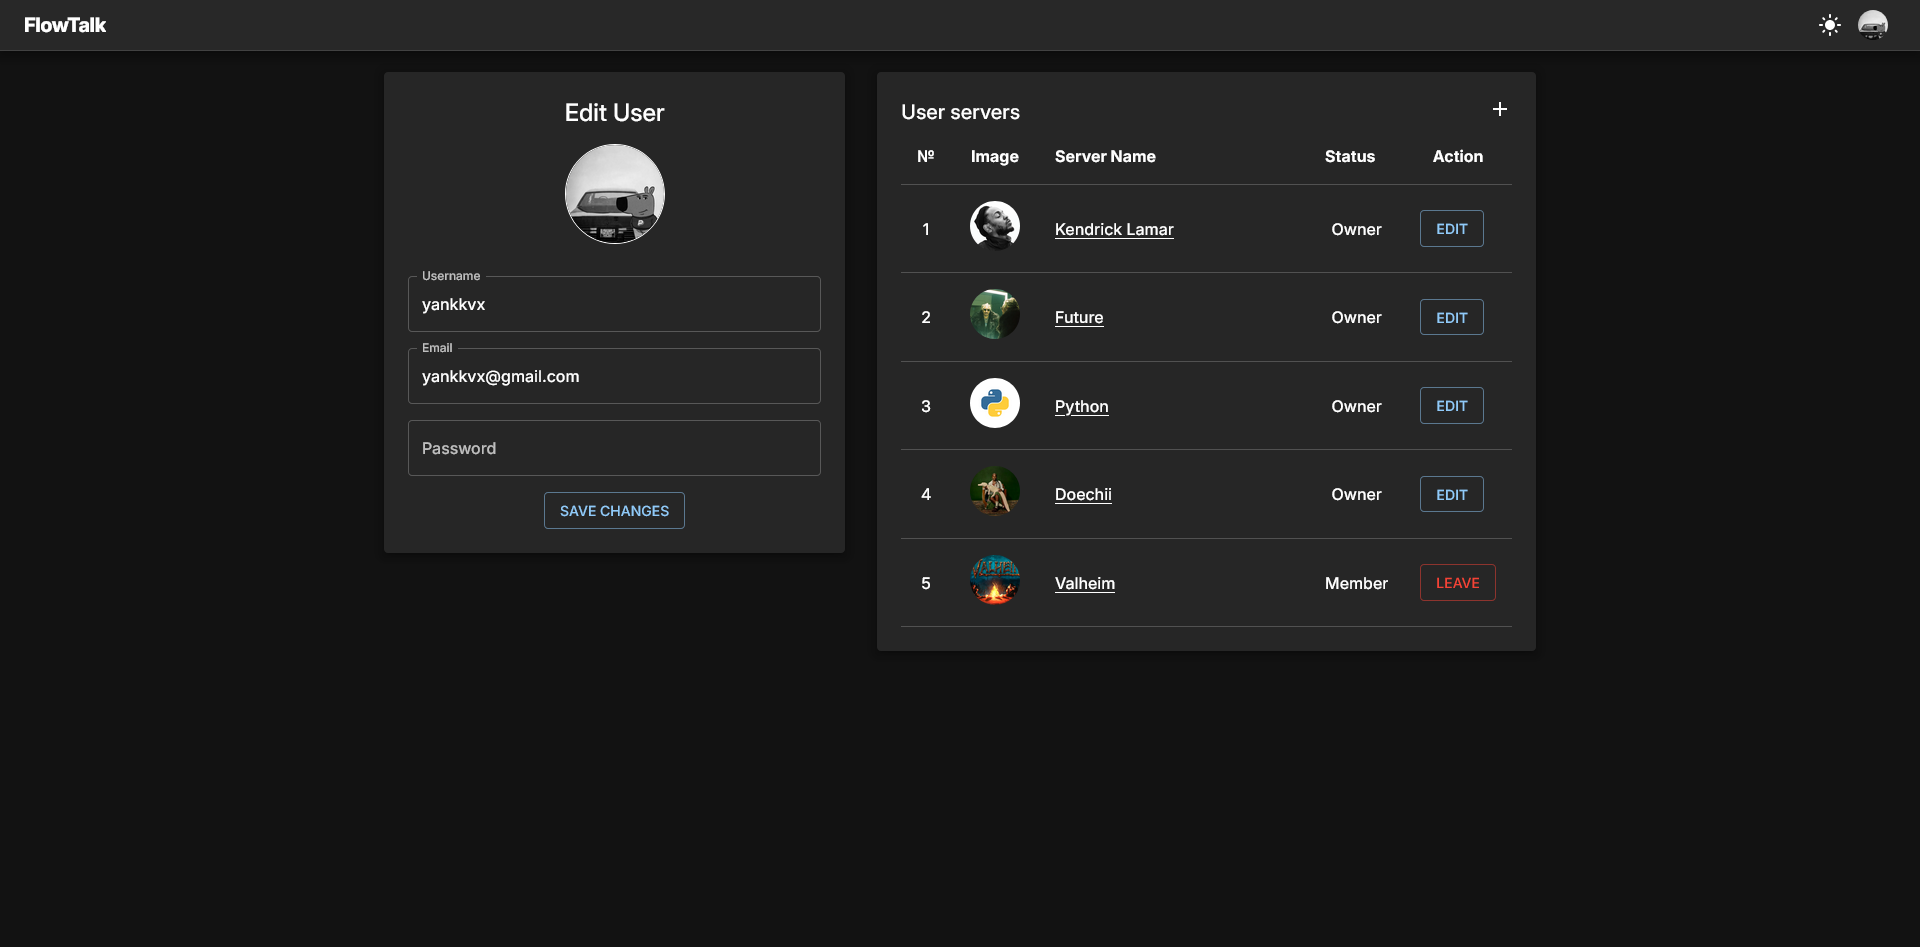 FlowTalk
Edit User
Username
yankkvx
Email
yankkvx@gmail.com
Password
SAVE CHANGES
User servers
№ Image Server Name Status Action
1 Kendrick Lamar Owner EDIT
2 Future Owner EDIT
3 Python Owner EDIT
4 Doechii Owner EDIT
5 Valheim Member LEAVE